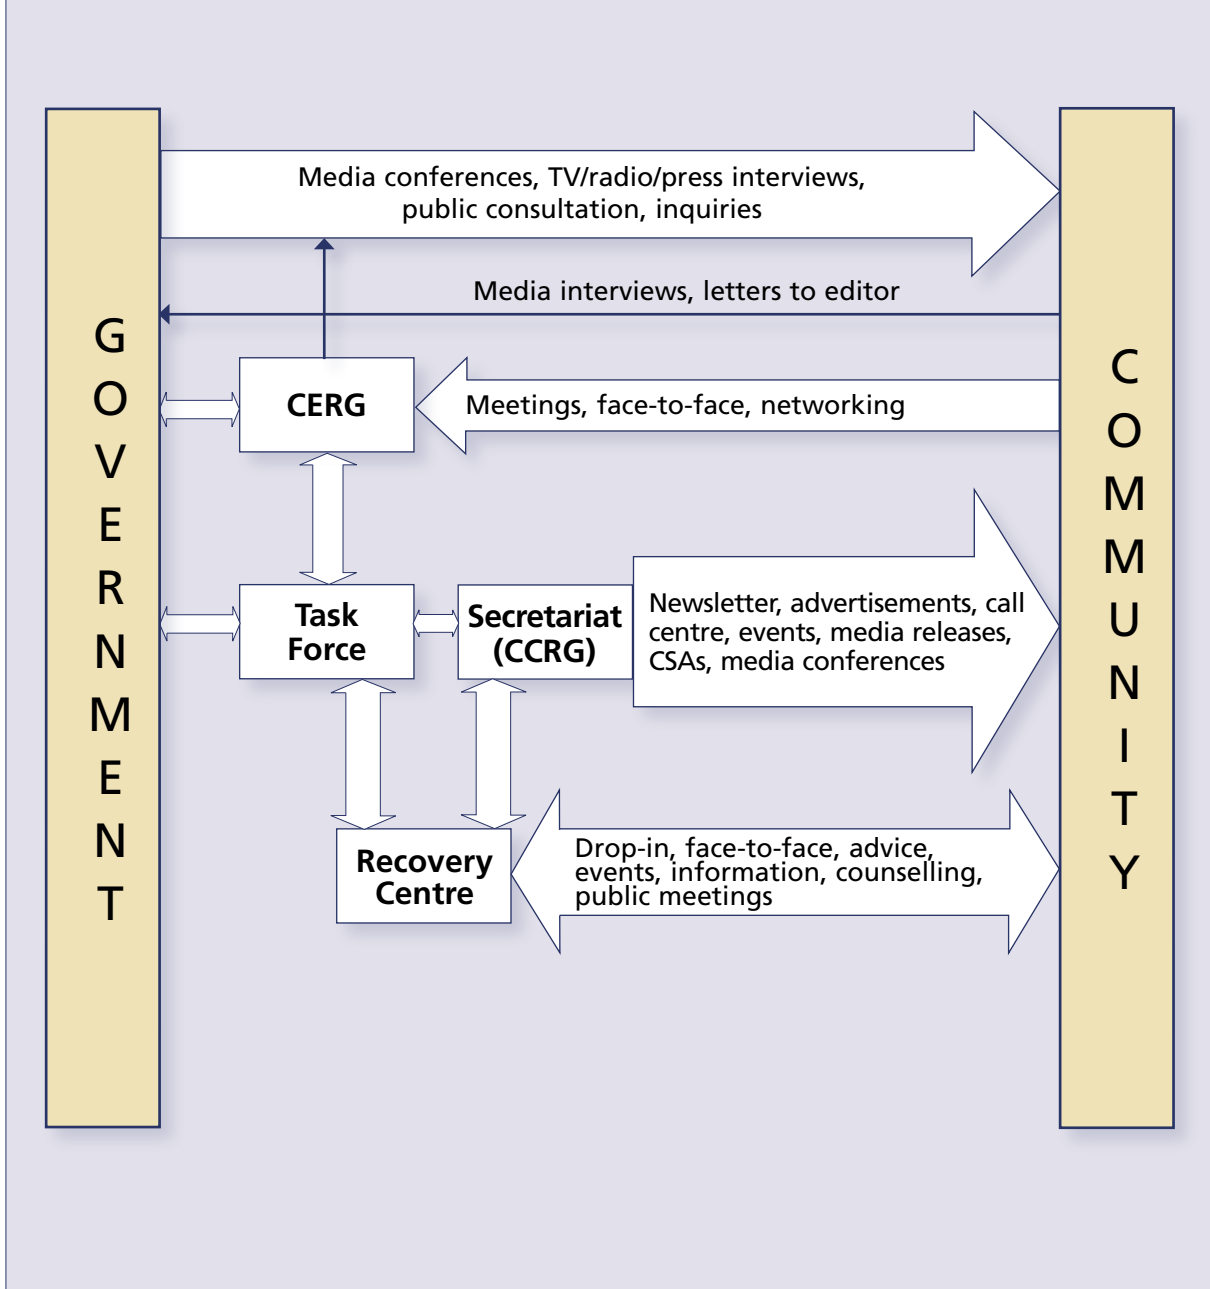 GOVERNMENT
Media conferences, TV/radio/press interviews,
public consultation, inquiries
Media interviews, letters to editor
CERG
Meetings, face-to-face, networking
Task
Force
Secretariat
(CCRG)
Newsletter, advertisements, call
centre, events, media releases,
CSAs, media conferences
Recovery
Centre
Drop-in, face-to-face, advice,
events, information, counselling,
public meetings
COMMUNITY